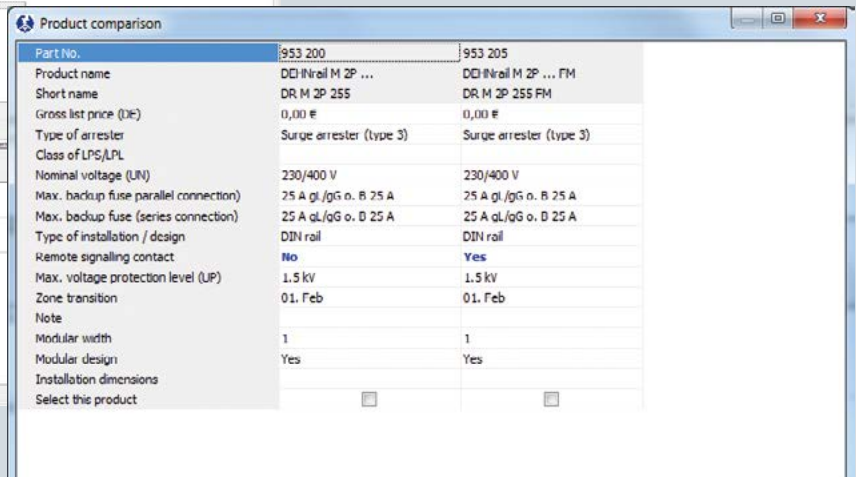 Product comparison
Part No. 953 200 953 205
Product name DEHNrail M 2P ... DEHNrail M 2P ... FM
Short name DR M 2P 255 DR M 2P 255 FM
Gross list price (DE) 0,00 € 0,00 €
Type of arrester Surge arrester (type 3) Surge arrester (type 3)
Class of LPS/LPL
Nominal voltage (UN) 230/400 V 230/400 V
Max. backup fuse parallel connection) 25 A gL/gG o. B 25 A 25 A gL/gG o. B 25 A
Max. backup fuse (series connection) 25 A gL/gG o. B 25 A 25 A gL/gG o. B 25 A
Type of installation / design DIN rail DIN rail
Remote signalling contact No Yes
Max. voltage protection level (UP) 1.5 kV 1.5 kV
Zone transition 01. Feb 01. Feb
Note
Modular width 1 1
Modular design Yes Yes
Installation dimensions
Select this product